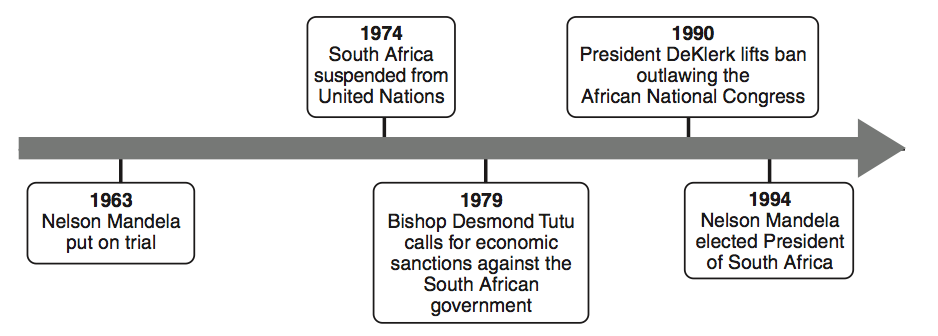 1963
Nelson Mandela
put on trial
1974
South Africa
suspended from
United Nations
1979
Bishop Desmond Tutu
calls for economic
sanctions against the
South African
government
1990
President DeKlerk lifts ban
outlawing the
African National Congress
1994
Nelson Mandela
elected President
of South Africa